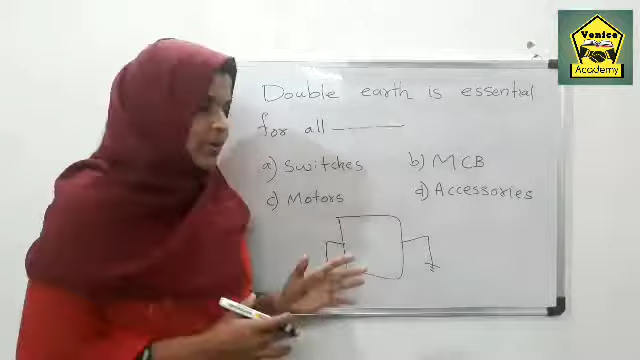 Venice
Academy
Double earth is essential
for all
a) Switches
b) MCB
c) Motors
d) Accessories